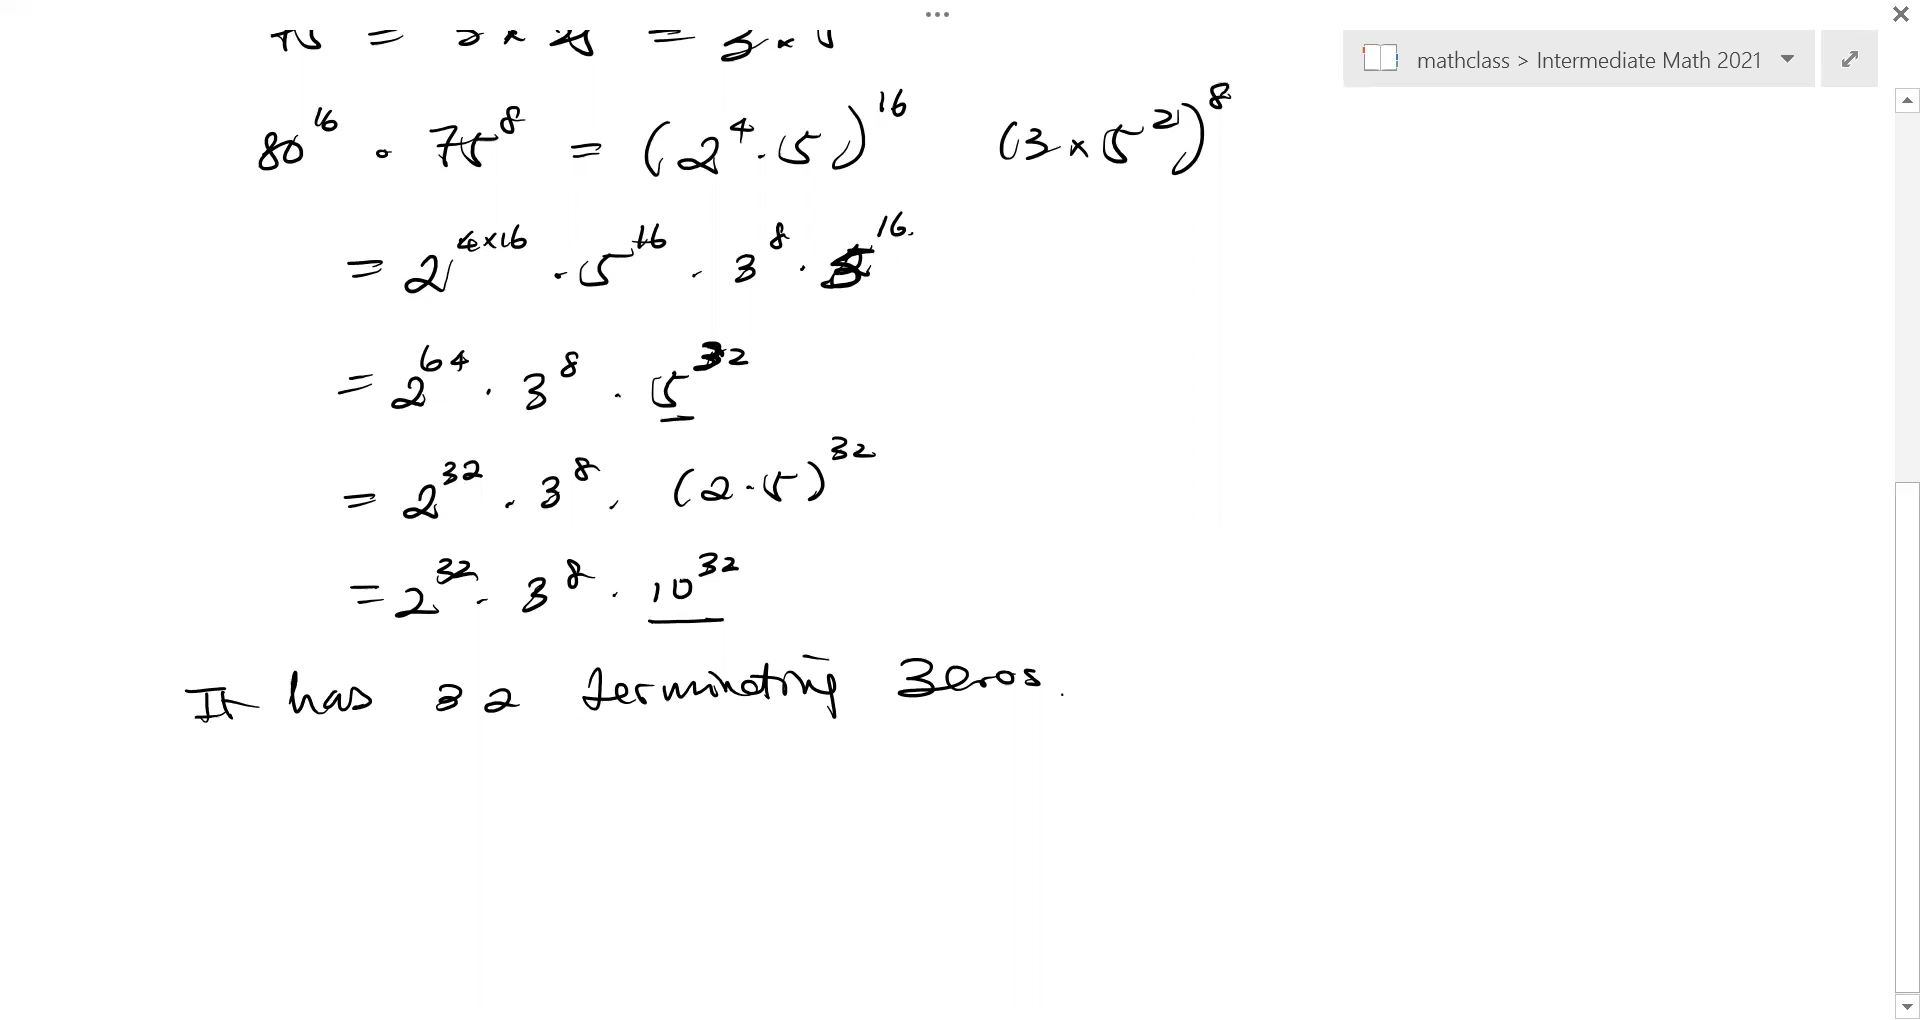 mathclass > Intermediate Math 2021
80^16 · 75^8 = (2^4 · 5)^16 (3 × 5^2)^8
= 2^4×16 · 5^16 · 3^8 · 5^16.
= 2^64 · 3^8 · 5^32
= 2^32 · 3^8 · (2 · 5)^32
= 2^32 · 3^8 · 10^32
It has 32 terminating zeros.